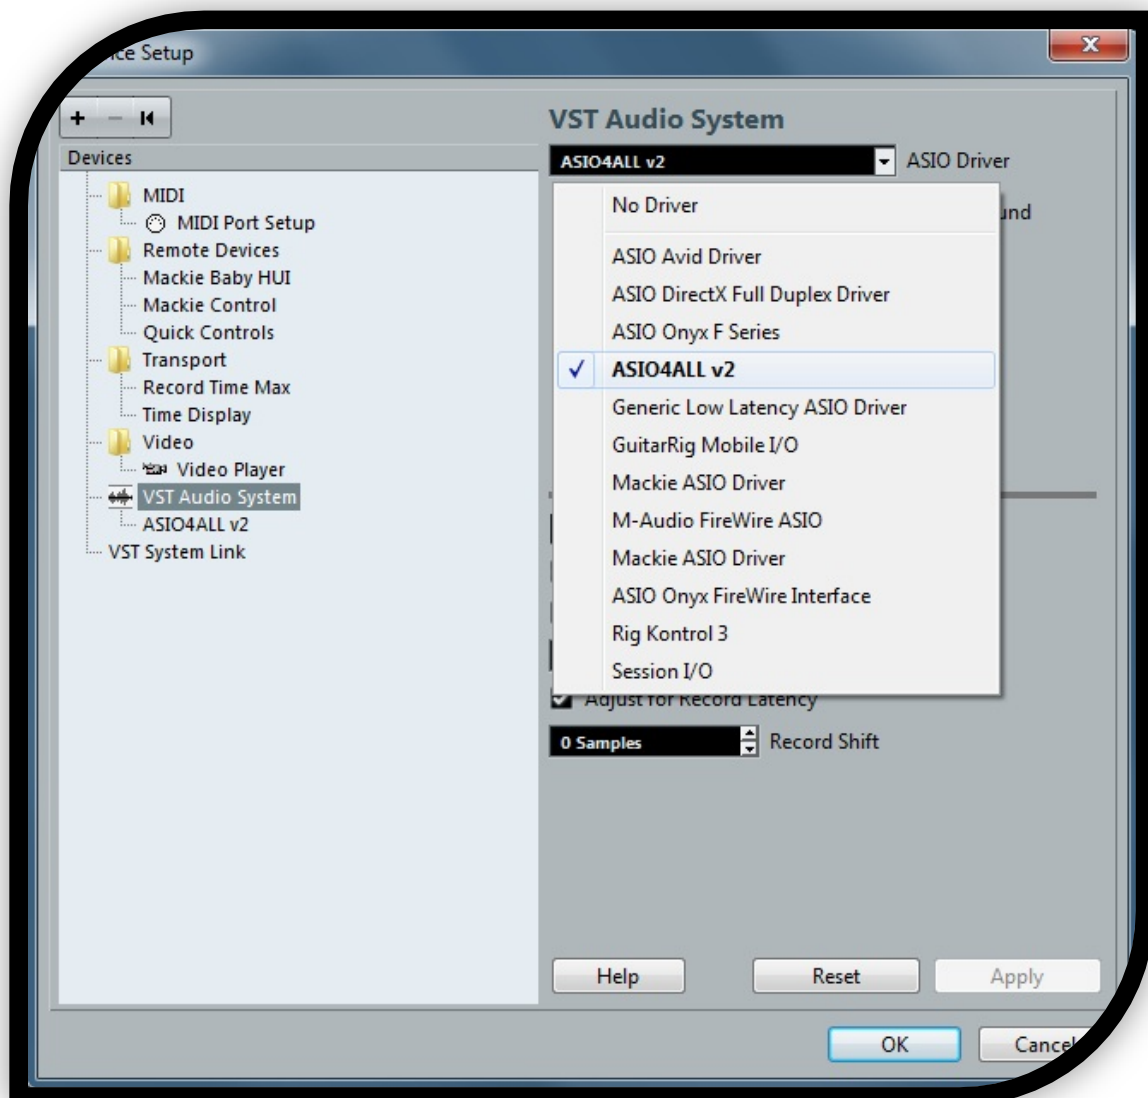 ce Setup
Devices
MIDI
MIDI Port Setup
Remote Devices
Mackie Baby HUI
Mackie Control
Quick Controls
Transport
Record Time Max
Time Display
Video
Video Player
VST Audio System
ASIO4ALL v2
VST System Link
VST Audio System
ASIO4ALL v2 ASIO Driver
No Driver
und
ASIO Avid Driver
ASIO DirectX Full Duplex Driver
ASIO Onyx F Series
ASIO4ALL v2
Generic Low Latency ASIO Driver
GuitarRig Mobile I/O
Mackie ASIO Driver
M-Audio FireWire ASIO
Mackie ASIO Driver
ASIO Onyx FireWire Interface
Rig Kontrol 3
Session I/O
Adjust for Record Latency
0 Samples Record Shift
Help Reset Apply
OK Cancel